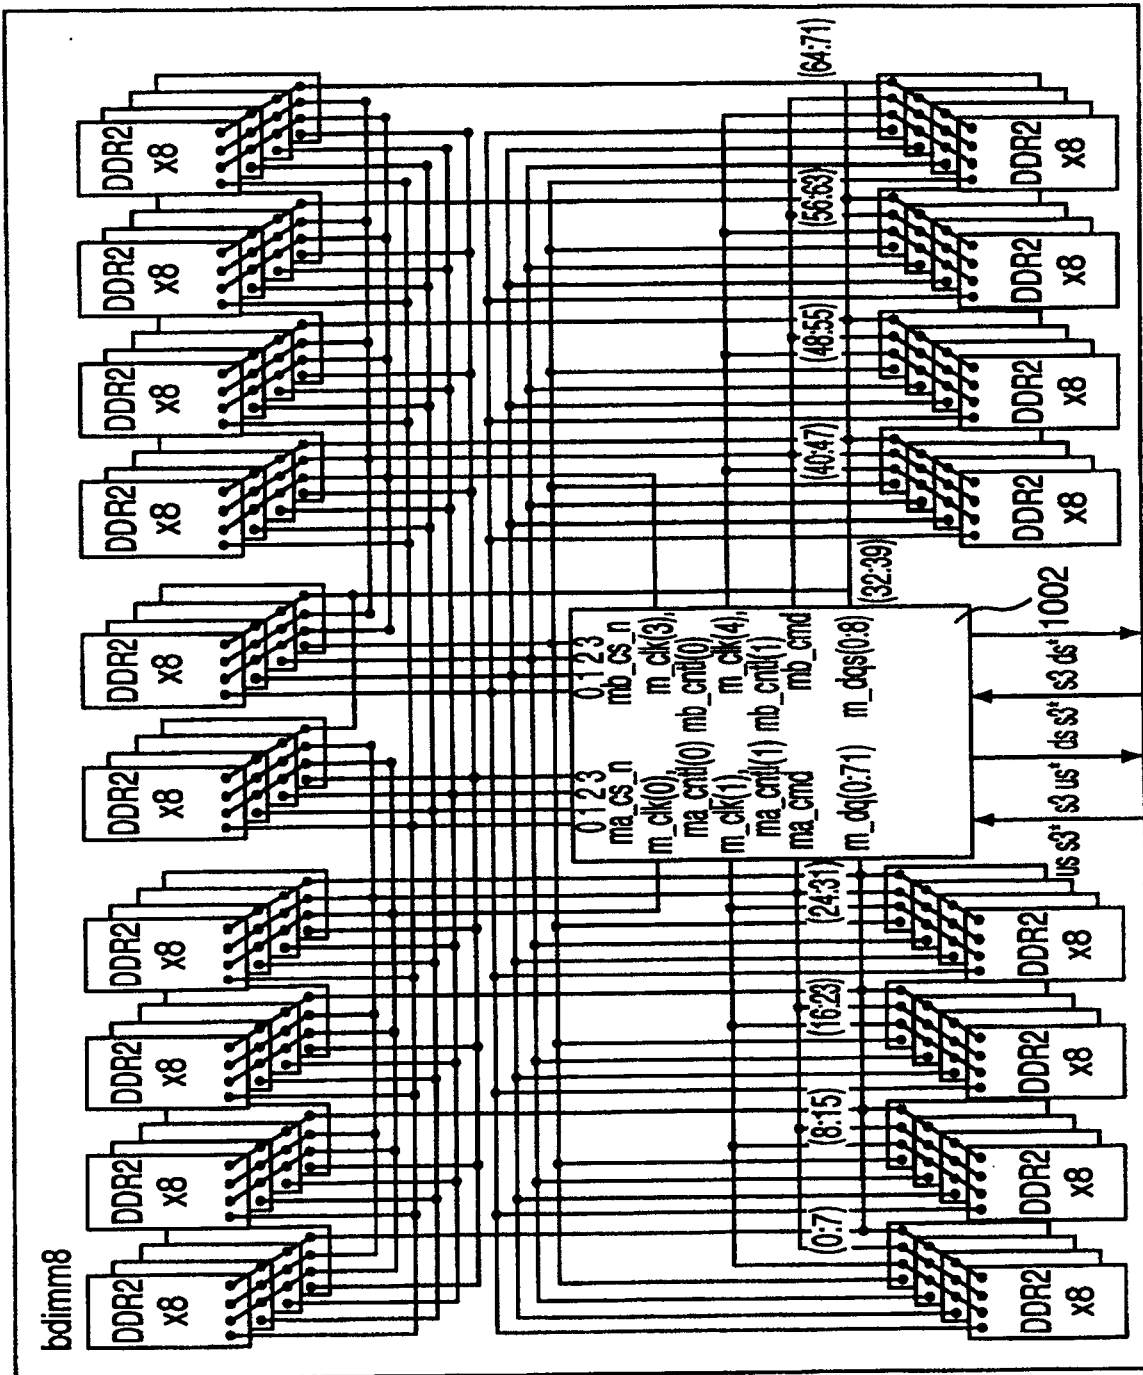 bdimm8
DDR2 DDR2 DDR2 DDR2 DDR2 DDR2 DDR2 DDR2 DDR2 DDR2
x8 x8 x8 x8 x8 x8 x8 x8 x8 x8
0 1 2 3 0 1 2 3
ma_cs_n mb_cs_n
m_clk(0), m_clk(3),
ma_cntl(0) mb_cntl(0)
m_clk(1), m_clk(4),
ma_cntl(1) mb_cntl(1)
ma_cmd mb_cmd
(0:7) (8:15) (16:23) (24:31) (40:47) (48:55) (56:63) (64:71)
m_dq(0:71) m_dqs(0:8)
(32:39)
DDR2 DDR2 DDR2 DDR2 DDR2 DDR2 DDR2 DDR2
x8 x8 x8 x8 x8 x8 x8 x8
us s3* s3 us* ds s3* s3 ds* 1002